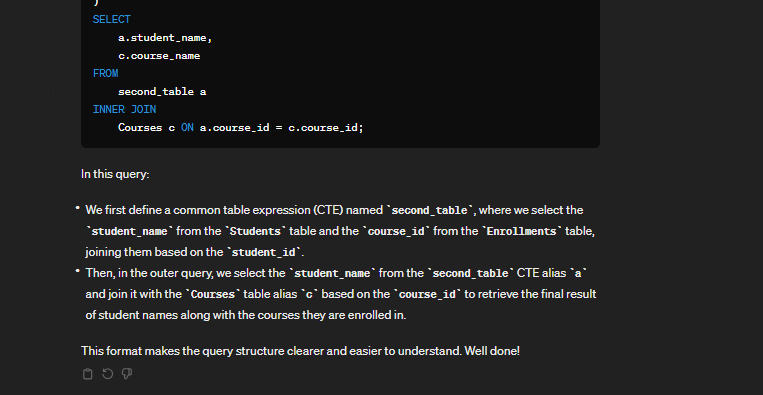 )
SELECT
    a.student_name,
    c.course_name
FROM
    second_table a
INNER JOIN
    Courses c ON a.course_id = c.course_id;
In this query:
• We first define a common table expression (CTE) named `second_table`, where we select the
`student_name` from the `Students` table and the `course_id` from the `Enrollments` table,
joining them based on the `student_id`.
• Then, in the outer query, we select the `student_name` from the `second_table` CTE alias `a`
and join it with the `Courses` table alias `c` based on the `course_id` to retrieve the final result
of student names along with the courses they are enrolled in.
This format makes the query structure clearer and easier to understand. Well done!